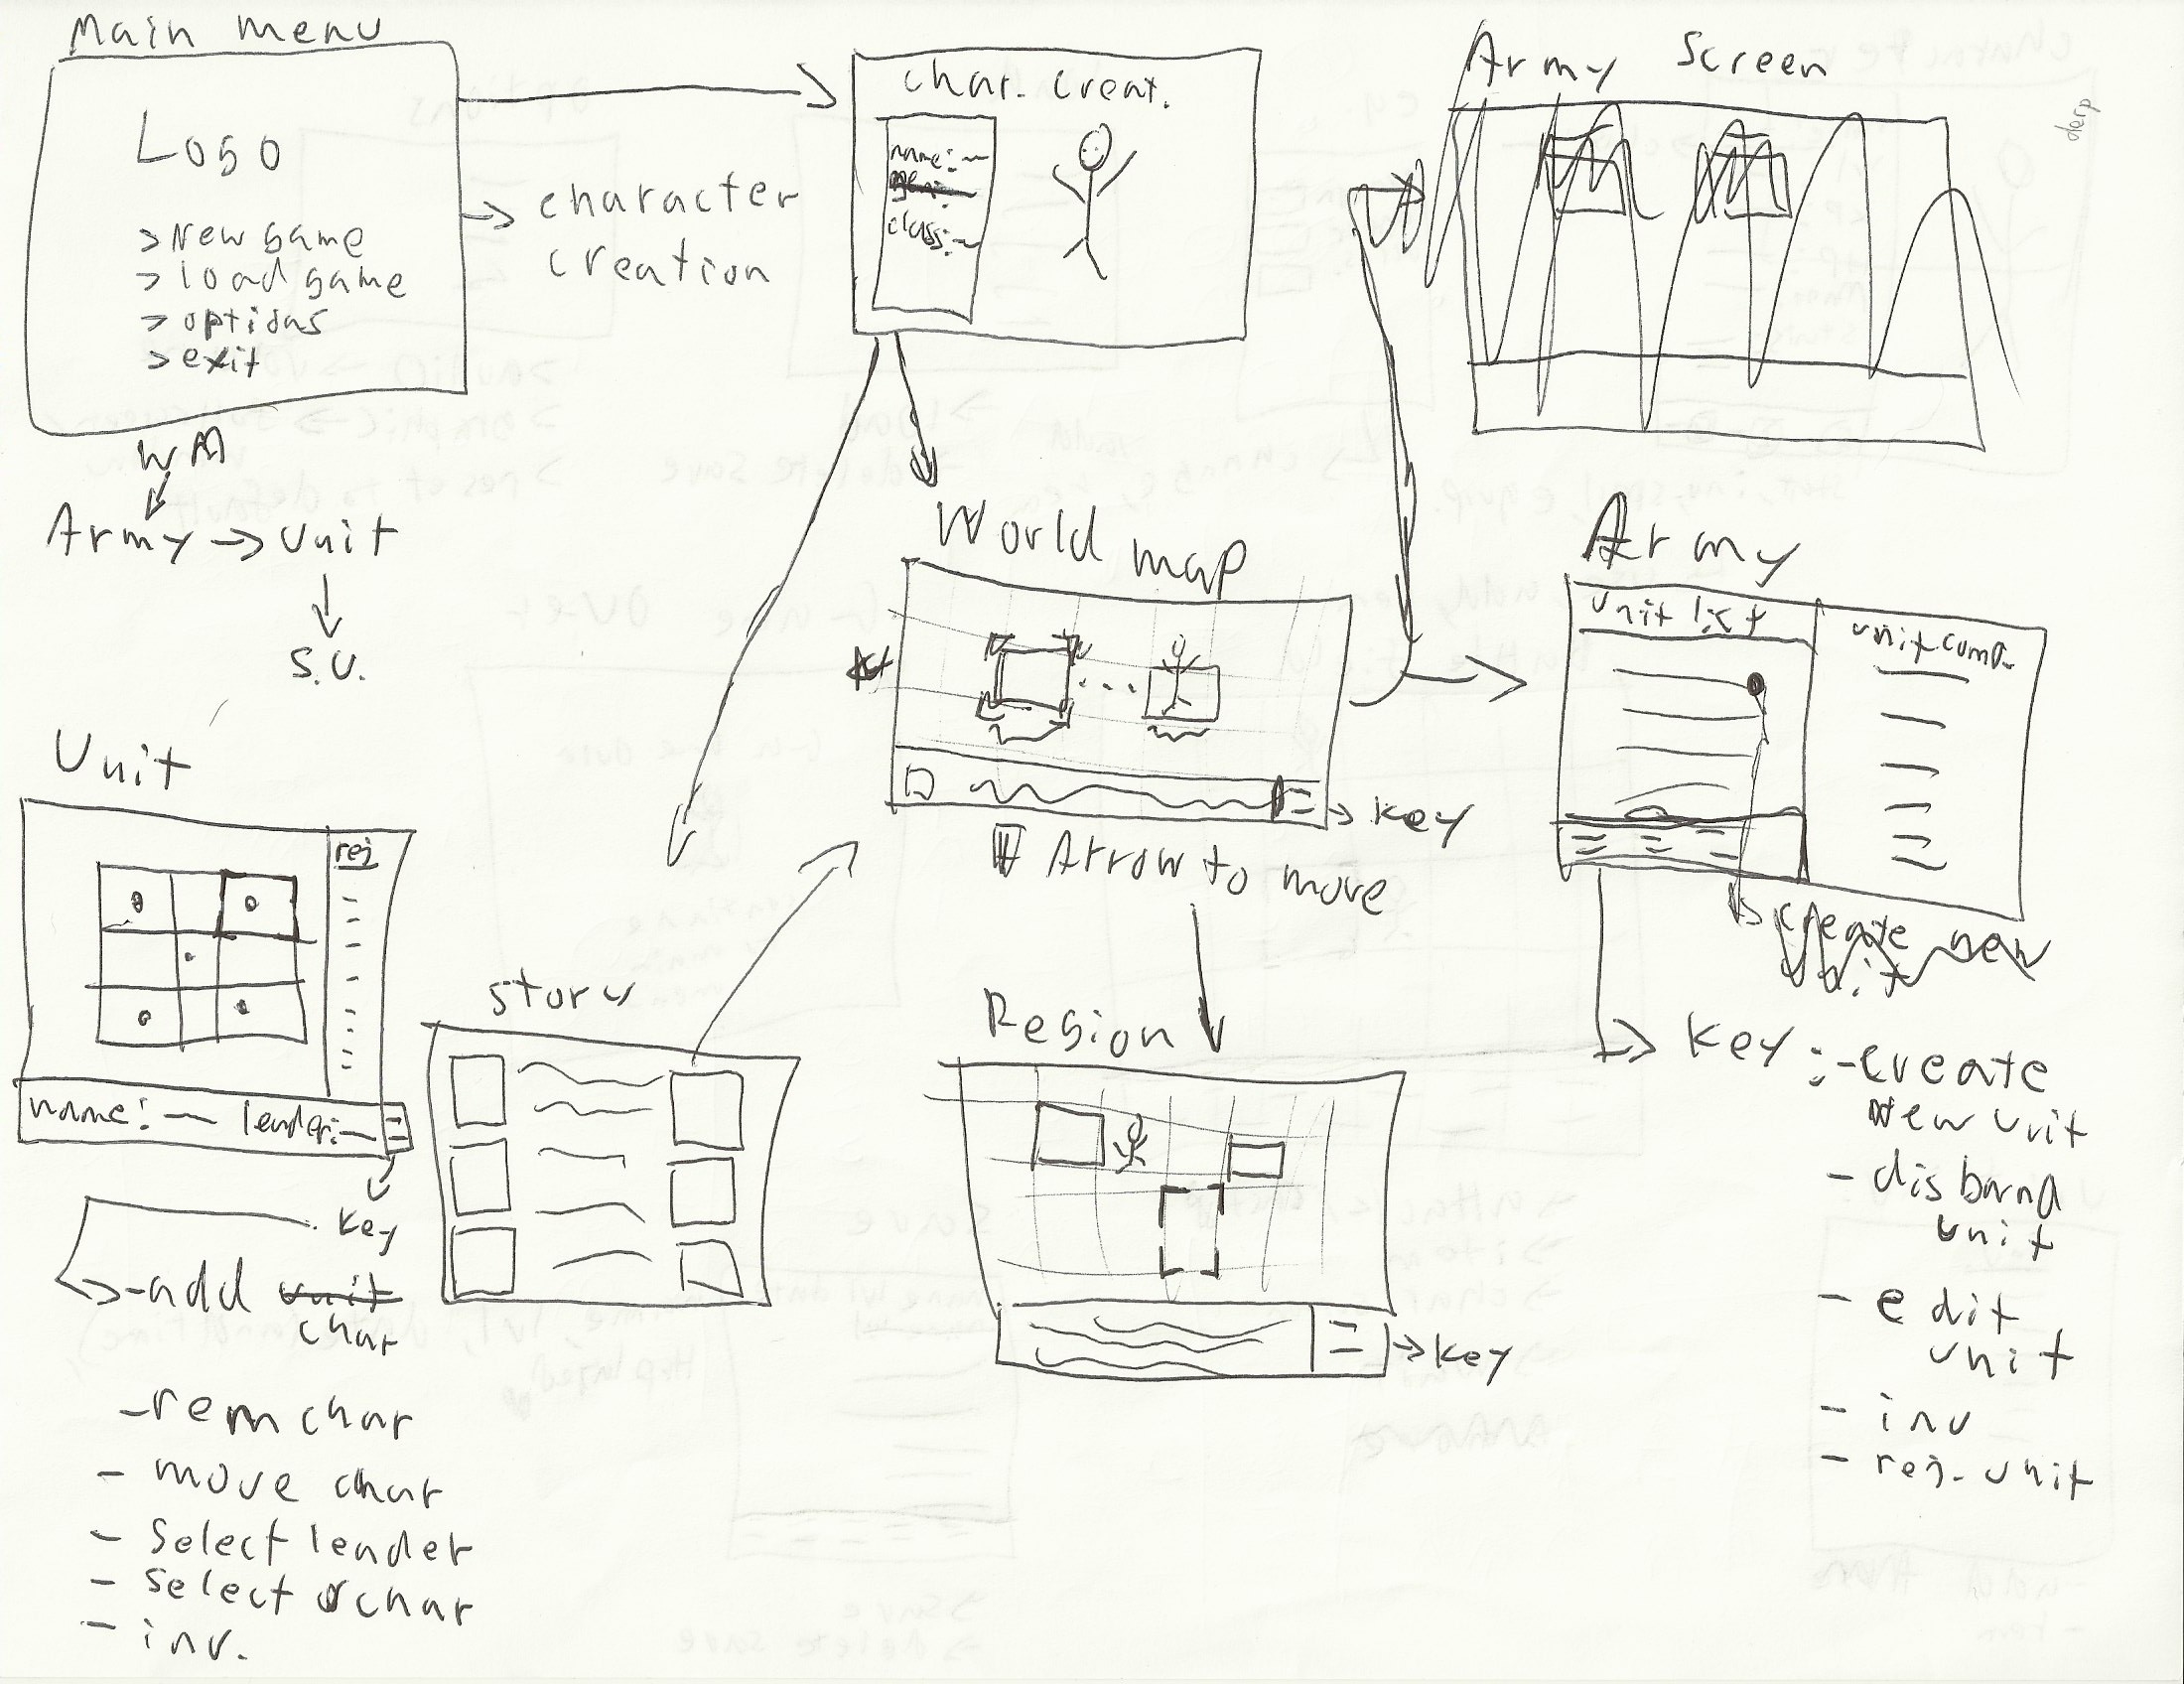 Main menu
Logo
> New game
> load game
> options
> exit
character
creation
char. creat.
name: —
class: —
Army Screen
derp
WM
Army → Unit
S.U.
World map
key
Arrow to move
Army
unit list
unit comp.
create new
unit
key: - create
New unit
- disband
unit
- edit
unit
- inv
- rej. unit
Unit
rej
name: — leader: —
key
- add unit
char
- rem char
- move char
- Select leader
- Select char
- inv.
story
Region
key